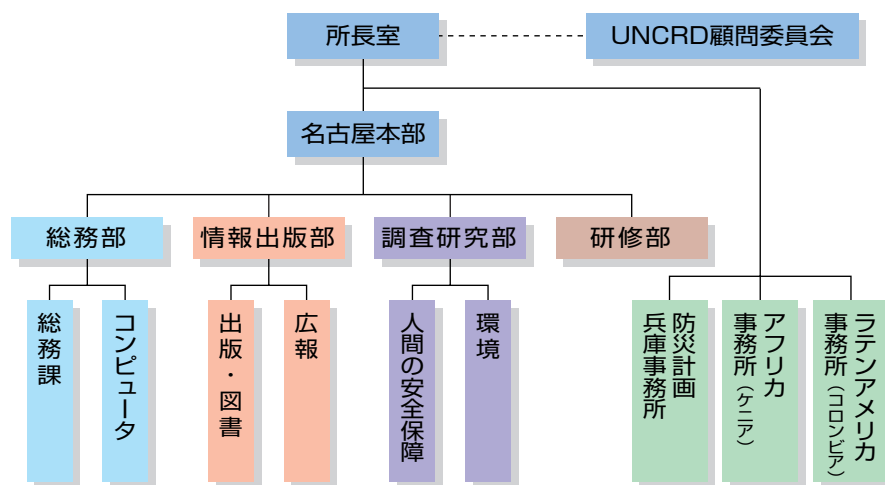 所長室
UNCRD顧問委員会
名古屋本部
総務部
情報出版部
調査研究部
研修部
総務課
コンピュータ
出版・図書
広報
人間の安全保障
環境
防災計画
兵庫事務所
アフリカ
事務所（ケニア）
ラテンアメリカ
事務所（コロンビア）